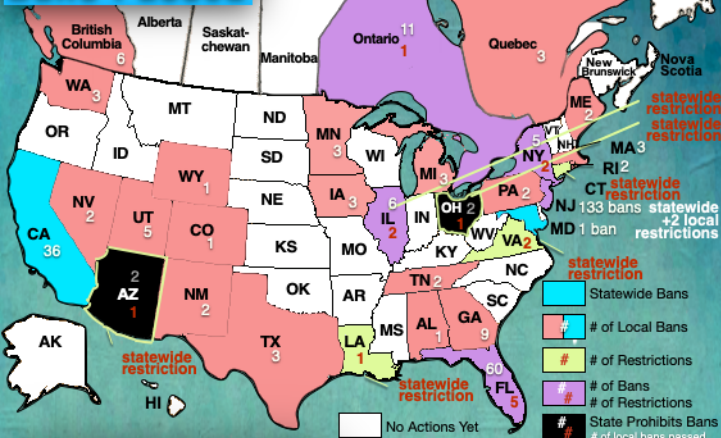 Alberta
British
Columbia
6
Saskat-
chewan
Manitoba
Ontario
11
1
Quebec
3
New
Brunswick
Nova
Scotia
WA
3
OR
ID
MT
ND
SD
NE
KS
OK
TX
3
WY
1
NV
2
UT
5
CO
1
CA
36
2
AZ
1
NM
2
MN
3
WI
IA 3
6
IL
2
IN
MI
3
OH 2
1
MO
AR
LA
1
MS
AL
1
GA
9
TN 2
KY
WV
VA 2
NC
SC
60
FL
5
PA
2
5
NY
2
VT
NH
ME
2
statewide
restriction
statewide
restriction
MA 3
RI 2
CT statewide
restriction
NJ 133 bans
MD 1 ban
statewide
+2 local
restrictions
statewide
restriction
AK
HI
statewide
restriction
statewide
restriction
No Actions Yet
Statewide Bans
# # of Local Bans
# # of Restrictions
# # of Bans
# # of Restrictions
# State Prohibits Bans
# # of local bans passed